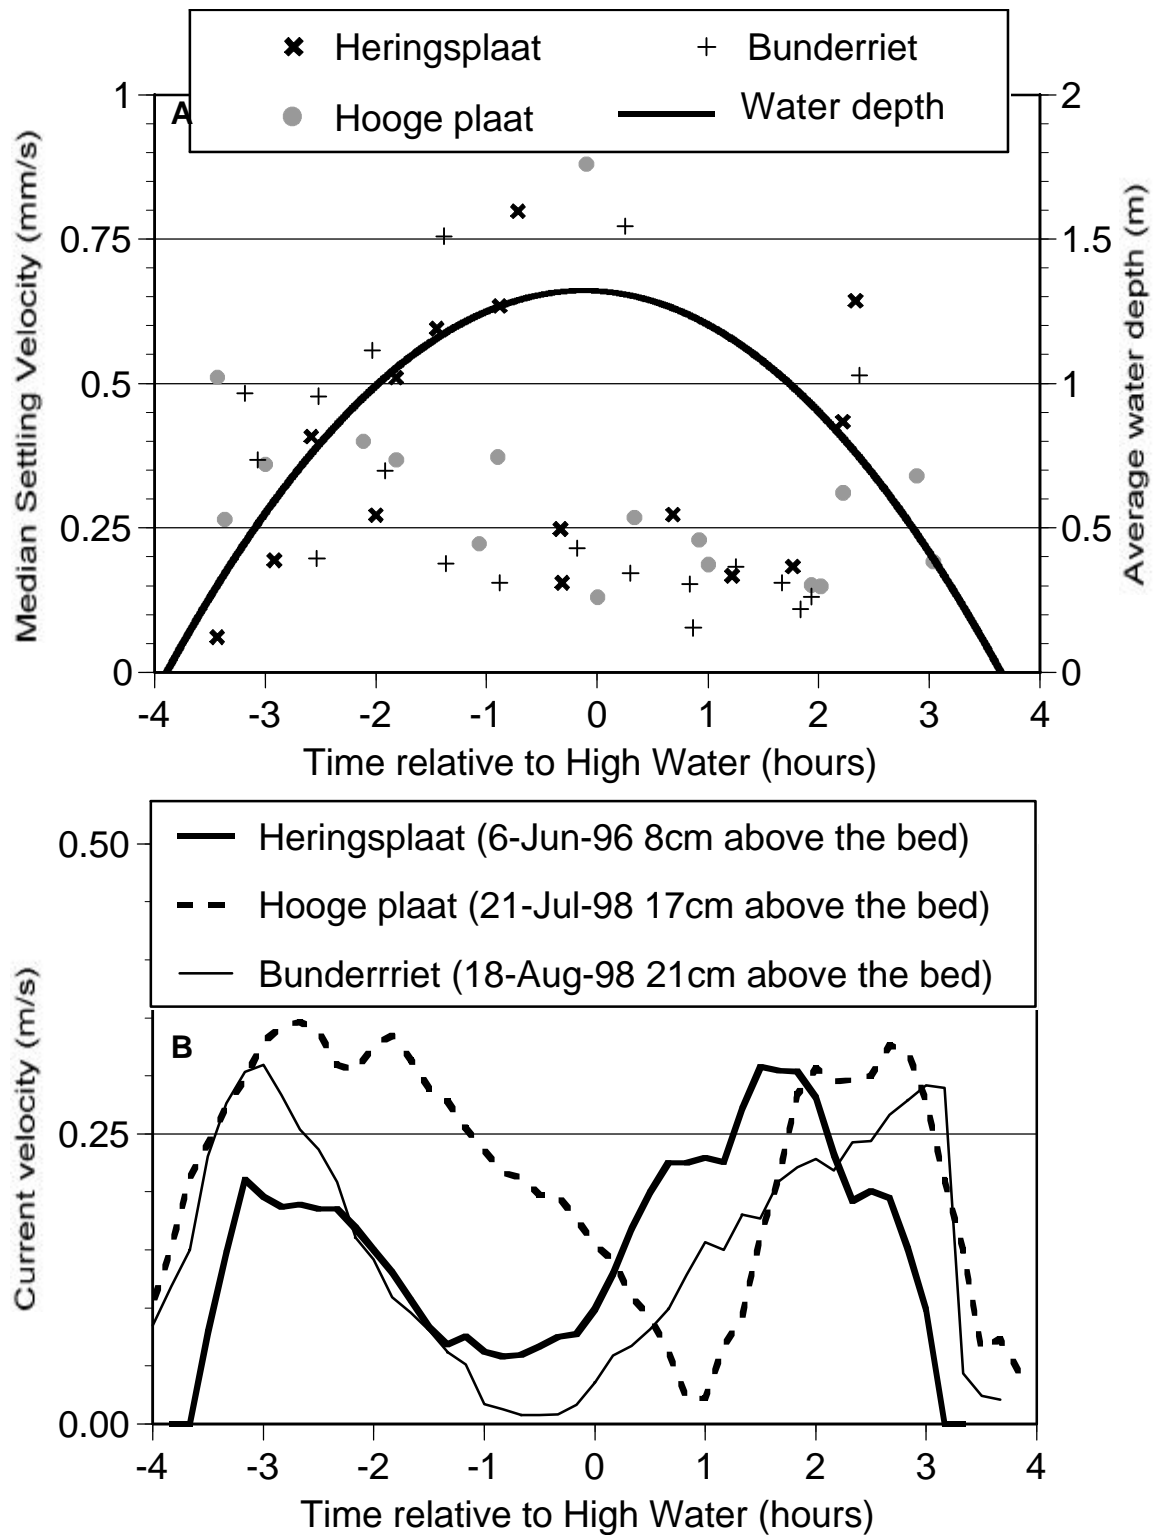 Heringsplaat
Bunderriet
Hooge plaat
Water depth
A
1
0.75
0.5
0.25
0
2
1.5
1
0.5
0
Median Settling Velocity (mm/s)
Average water depth (m)
-4 -3 -2 -1 0 1 2 3 4
Time relative to High Water (hours)
Heringsplaat (6-Jun-96 8cm above the bed)
Hooge plaat (21-Jul-98 17cm above the bed)
Bunderrriet (18-Aug-98 21cm above the bed)
B
0.50
0.25
0.00
Current velocity (m/s)
-4 -3 -2 -1 0 1 2 3 4
Time relative to High Water (hours)